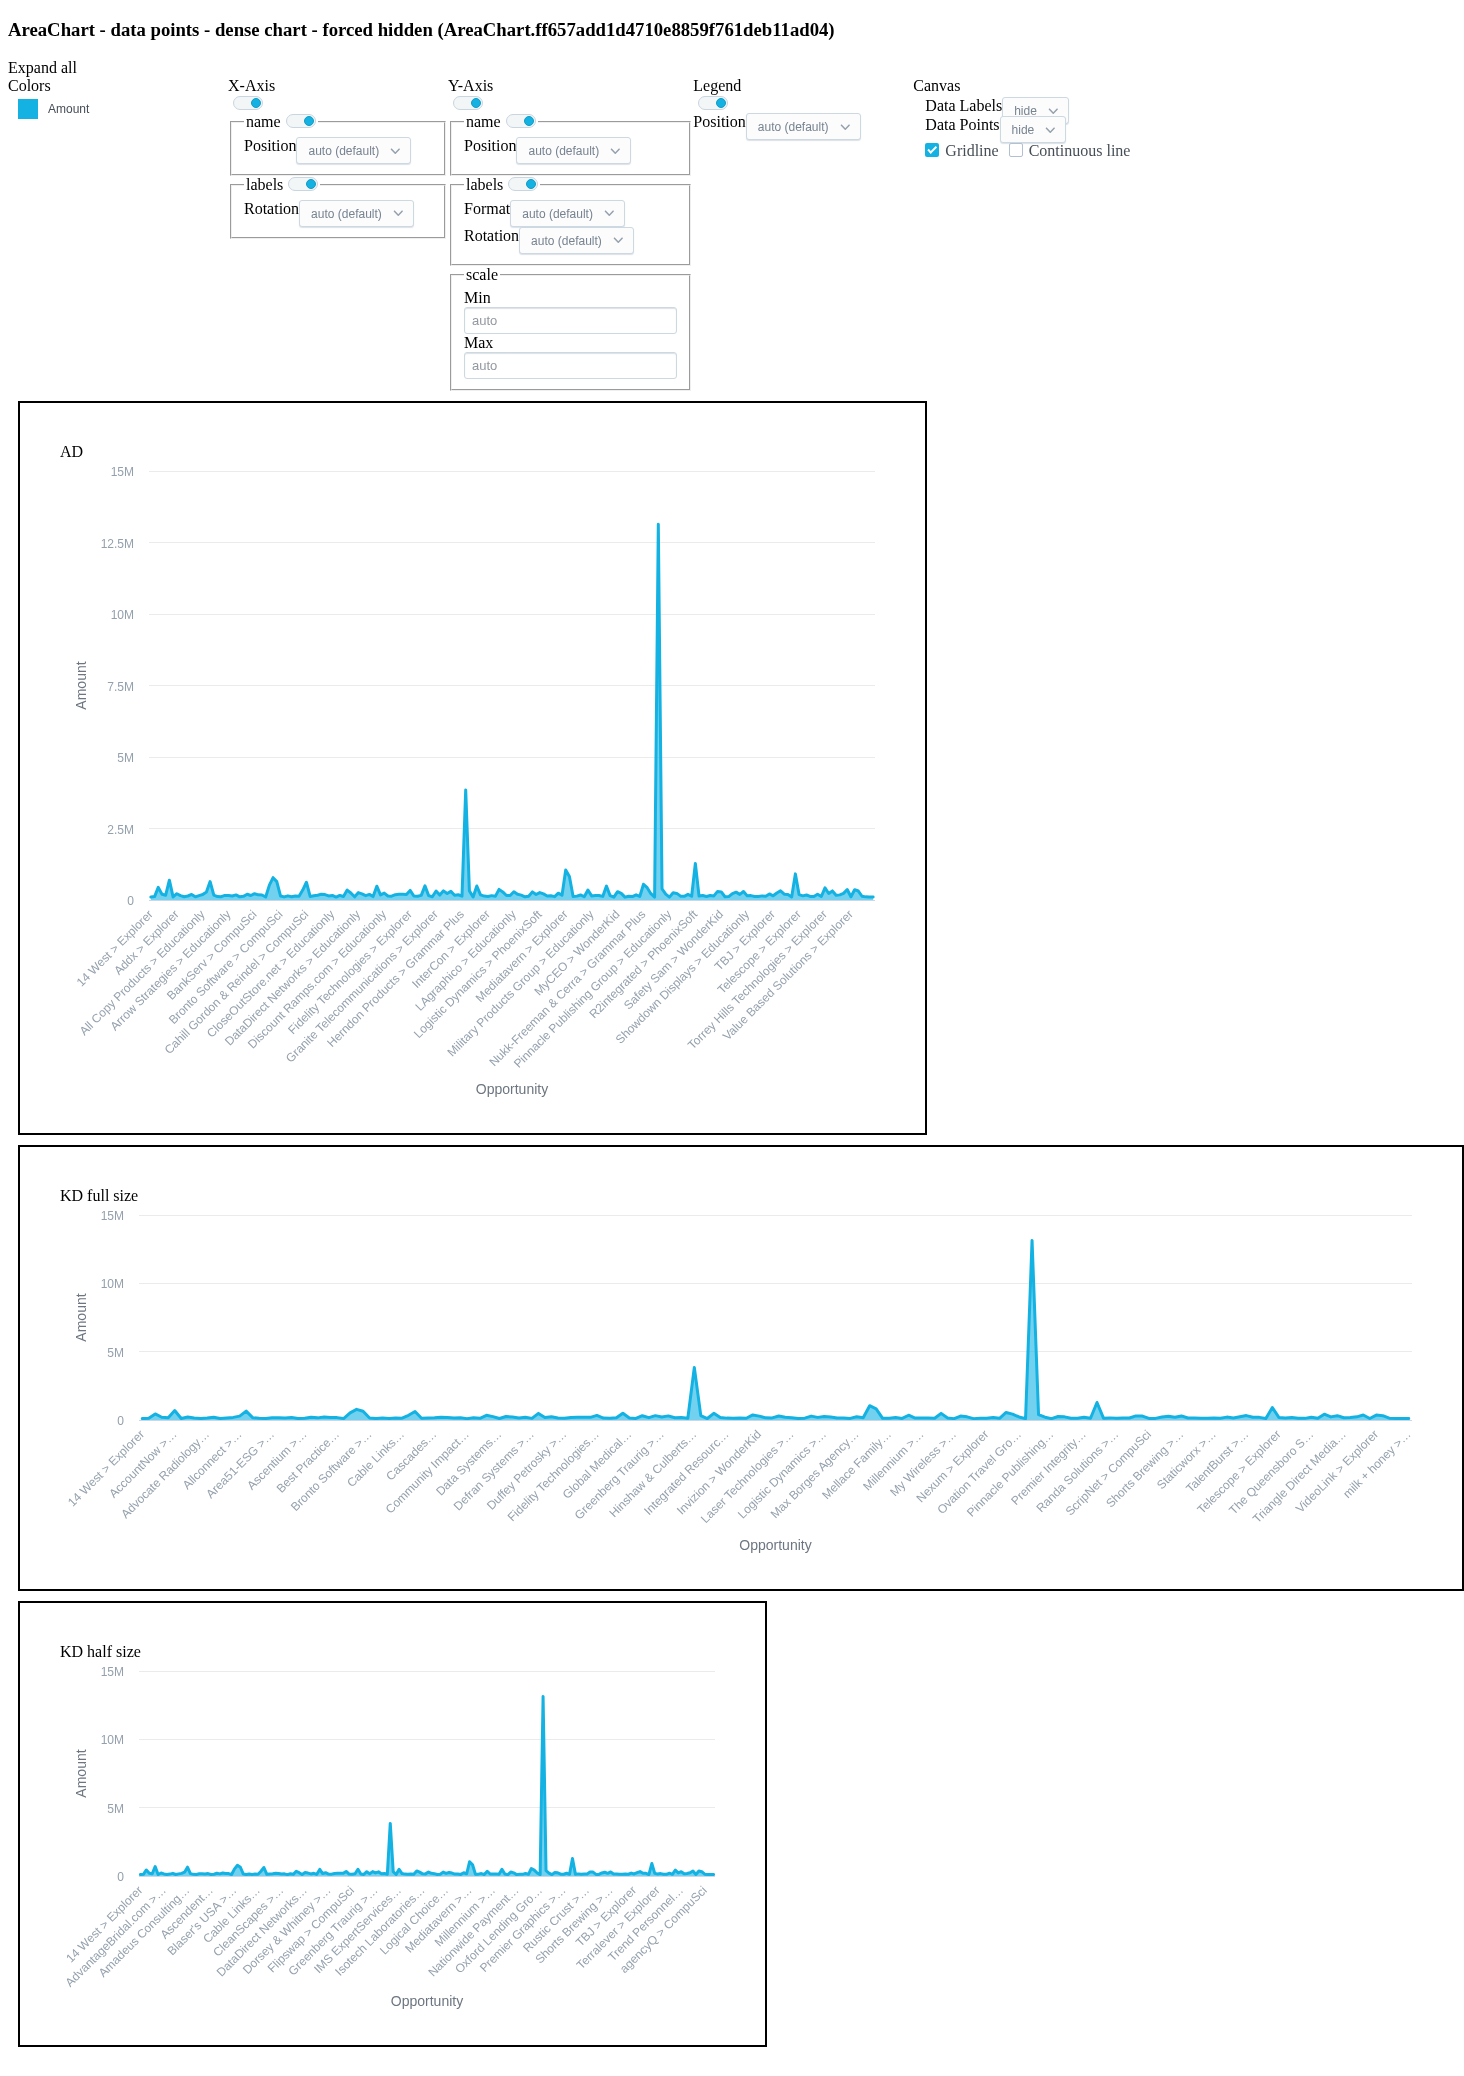 AreaChart - data points - dense chart - forced hidden (AreaChart.ff657add1d4710e8859f761deb11ad04)
Expand all
Colors
Amount
X-Axis
name
Position auto (default)
labels
Rotation auto (default)
Y-Axis
name
Position auto (default)
labels
Format auto (default)
Rotation auto (default)
scale
Min
auto
Max
auto
Legend
Position auto (default)
Canvas
Data Labels hide
Data Points hide
Gridline Continuous line
AD
15M
12.5M
10M
7.5M
5M
2.5M
0
Amount
14 West > Explorer
Addx > Explorer
All Copy Products > Educationly
Arrow Strategies > Educationly
BankServ > CompuSci
Bronto Software > CompuSci
Cahill Gordon & Reindel > CompuSci
CloseOutStore.net > Educationly
DataDirect Networks > Educationly
Discount Ramps.com > Educationly
Fidelity Technologies > Explorer
Granite Telecommunications > Explorer
Herndon Products > Grammar Plus
InterCon > Explorer
LAgraphico > Educationly
Logistic Dynamics > PhoenixSoft
Mediatavern > Explorer
Military Products Group > Educationly
MyCEO > WonderKid
Nukk-Freeman & Cerra > Grammar Plus
Pinnacle Publishing Group > Educationly
R2integrated > PhoenixSoft
Safety Sam > WonderKid
Showdown Displays > Educationly
TBJ > Explorer
Telescope > Explorer
Torrey Hills Technologies > Explorer
Value Based Solutions > Explorer
Opportunity
KD full size
15M
10M
5M
0
Amount
14 West > Explorer
AccountNow >…
Advocate Radiology…
Allconnect >…
Area51-ESG >…
Ascentium >…
Best Practice…
Bronto Software >…
Cable Links…
Cascades…
Community Impact…
Data Systems…
Defran Systems >…
Duffey Petrosky >…
Fidelity Technologies…
Global Medical…
Greenberg Traurig >…
Hinshaw & Culberts…
Integrated Resourc…
Invizion > WonderKid
Laser Technologies >…
Logistic Dynamics >…
Max Borges Agency…
Mellace Family…
Millennium >…
My Wireless >…
Nexum > Explorer
Ovation Travel Gro…
Pinnacle Publishing…
Premier Integrity…
Randa Solutions >…
ScripNet > CompuSci
Shorts Brewing >…
Staticworx >…
TalentBurst >…
Telescope > Explorer
The Queensboro S…
Triangle Direct Media…
VideoLink > Explorer
milk + honey >…
Opportunity
KD half size
15M
10M
5M
0
Amount
14 West > Explorer
AdvantageBridal.com >…
Amadeus Consulting…
Ascendent…
Blaser's USA >…
Cable Links…
CleanScapes >…
DataDirect Networks…
Dorsey & Whitney >…
Flipswap > CompuSci
Greenberg Traurig >…
IMS ExpertServices…
Isotech Laboratories…
Logical Choice…
Mediatavern >…
Millennium >…
Nationwide Payment…
Oxford Lending Gro…
Premier Graphics >…
Rustic Crust >…
Shorts Brewing >…
TBJ > Explorer
Terralever > Explorer
Trend Personnel…
agencyQ > CompuSci
Opportunity